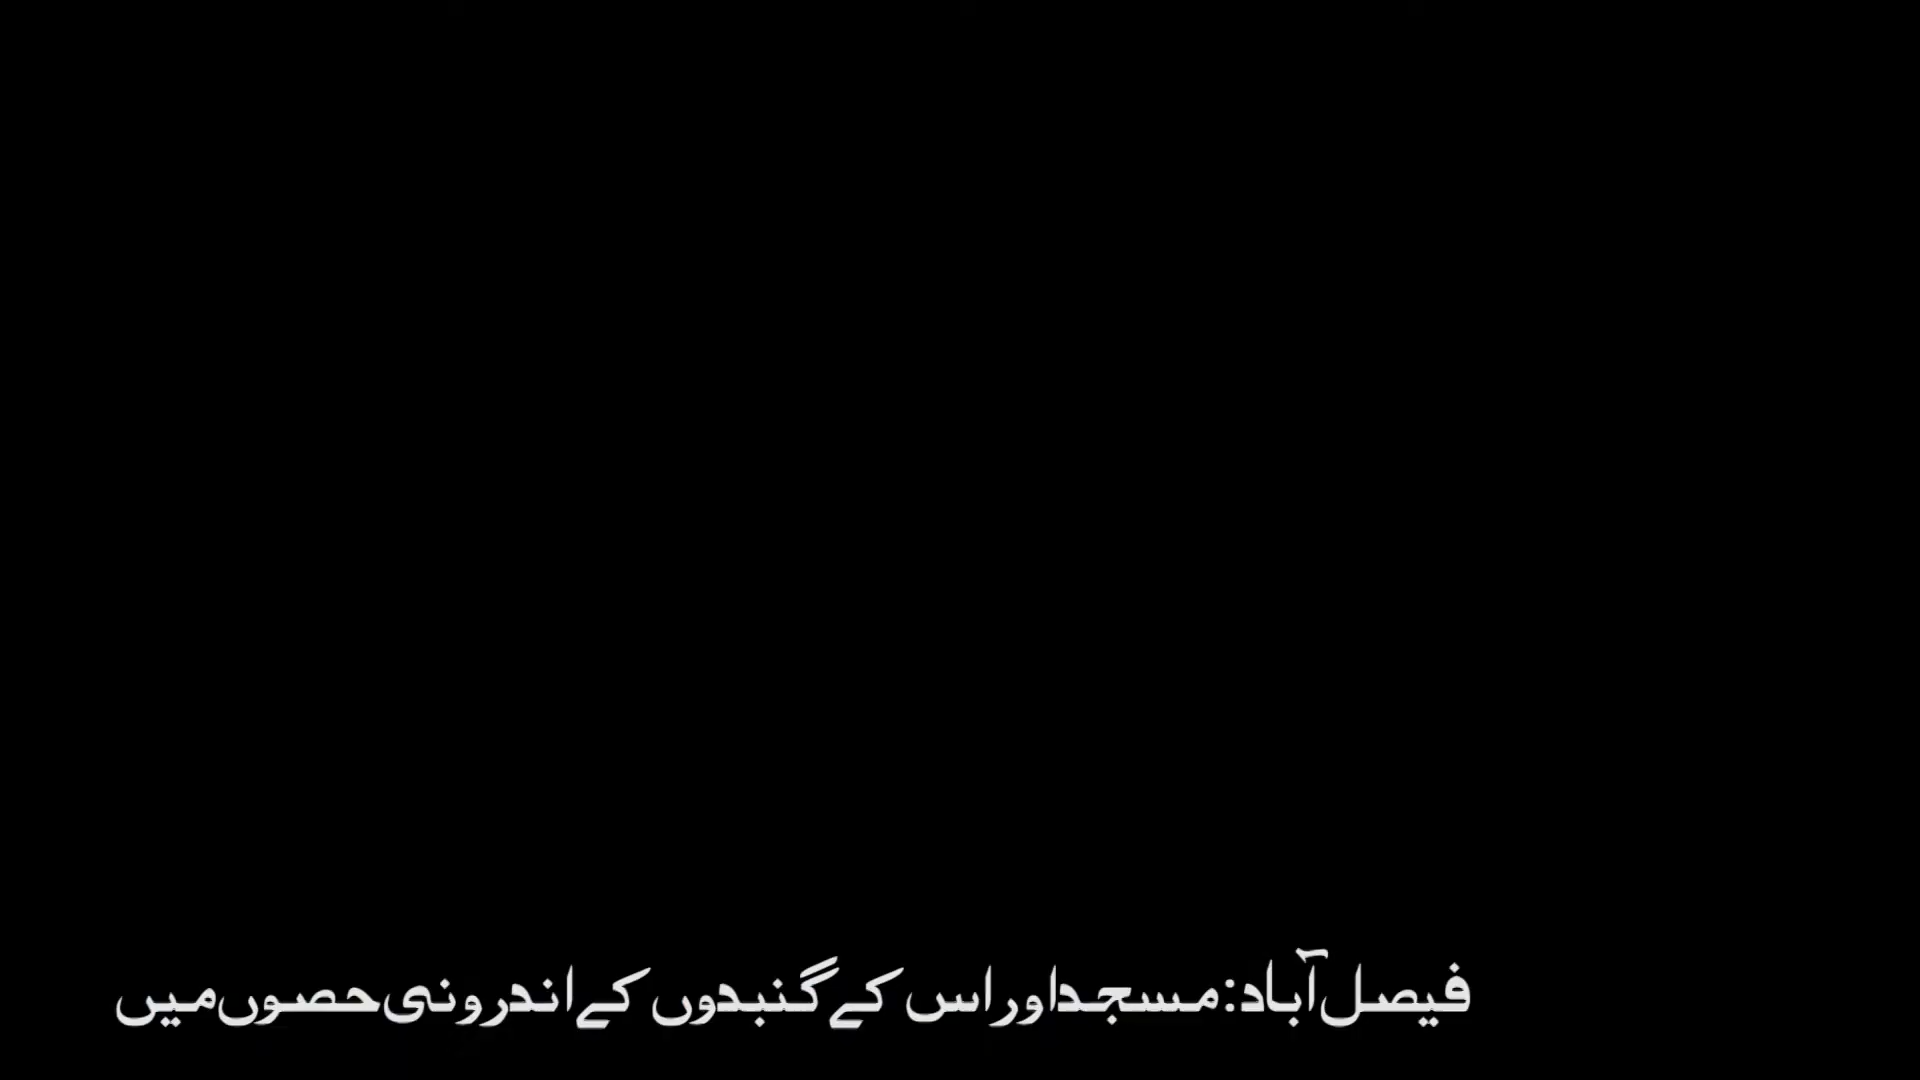 فیصل آباد: مسجد اور اس کے گنبدوں کے اندرونی حصوں میں